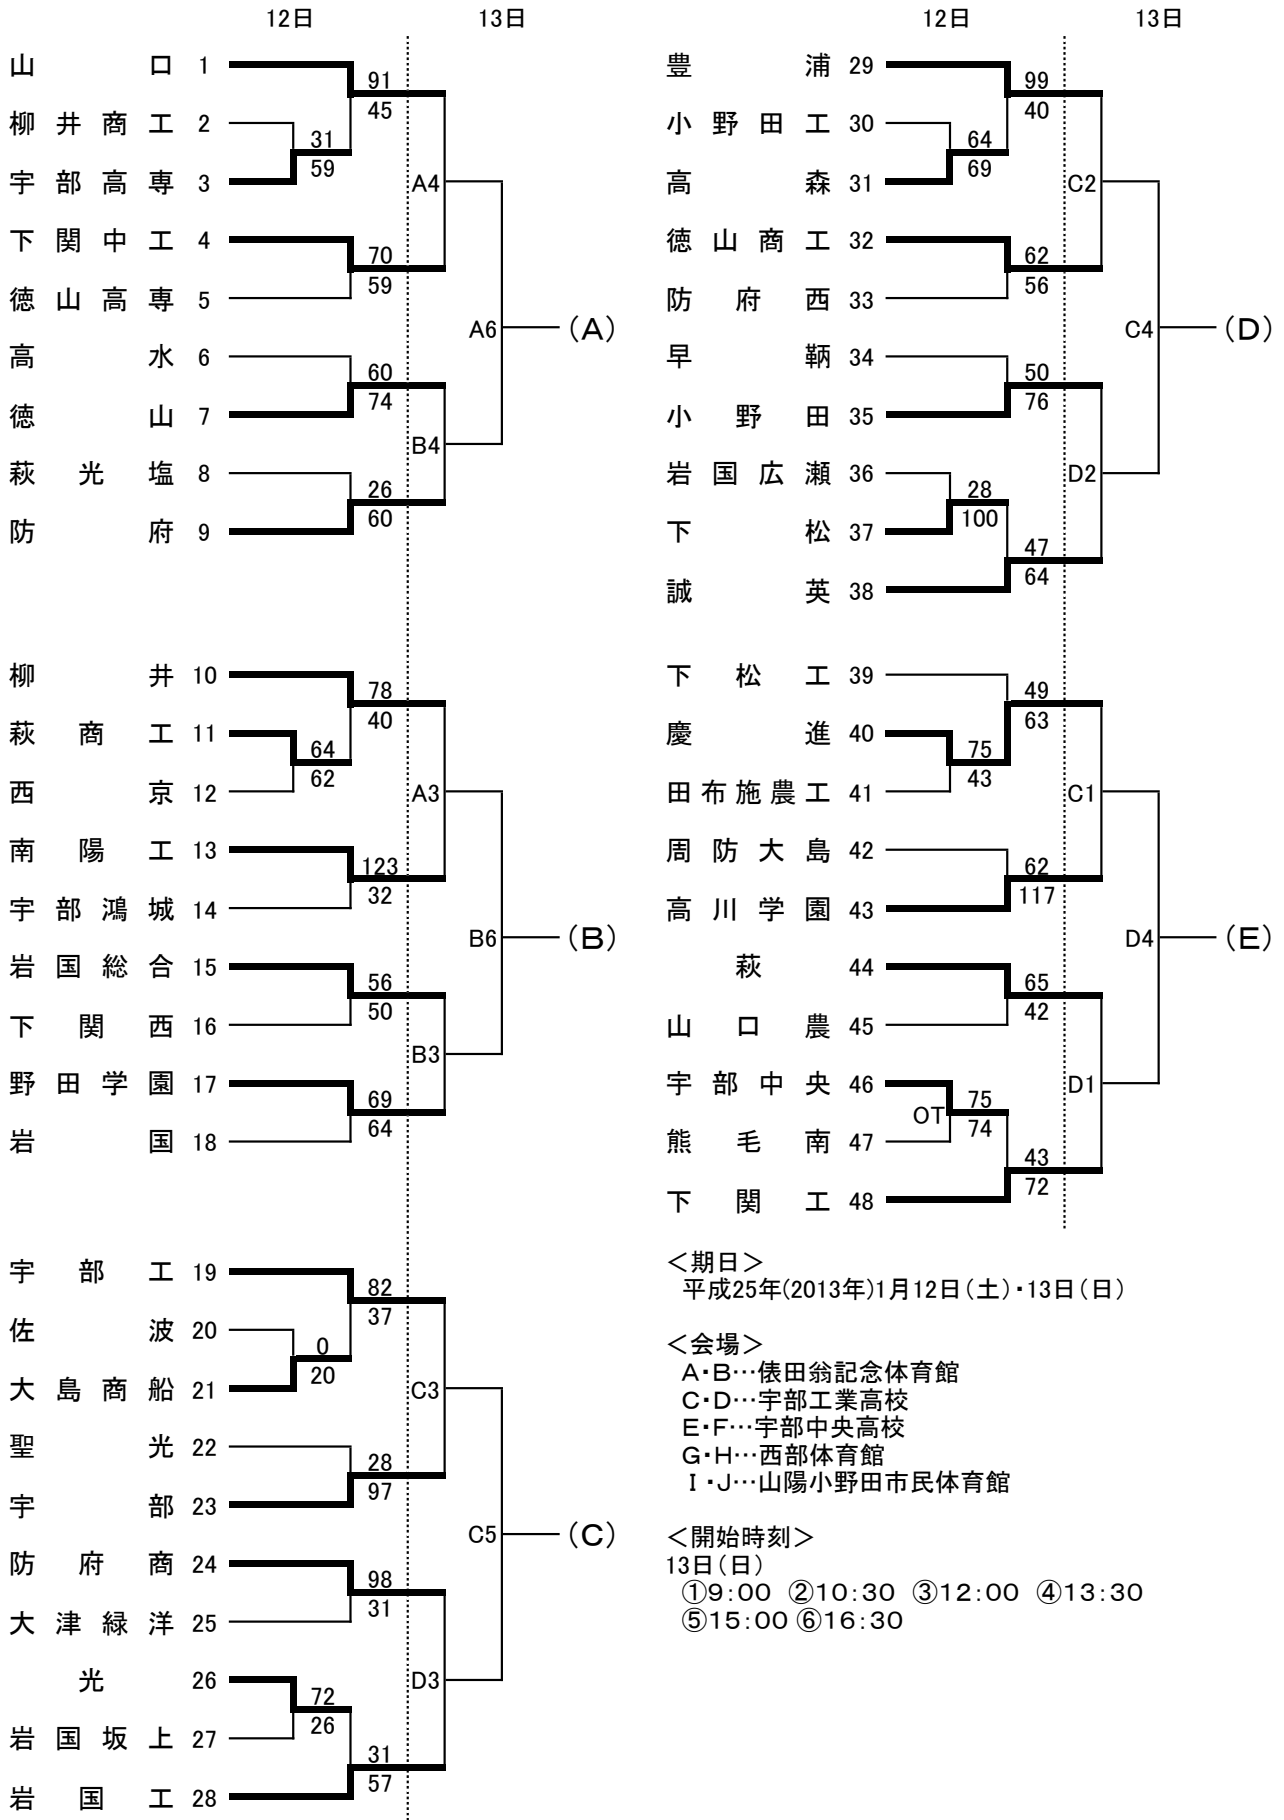 12日 13日
山口 1
91
45
柳井商工 2
31
59
宇部高専 3
A4
下関中工 4
70
59
徳山高専 5
A6 (A)
高水 6
60
74
徳山 7
B4
萩光塩 8
26
60
防府 9
柳井 10
78
40
萩商工 11
64
62
西京 12
A3
南陽工 13
123
32
宇部鴻城 14
B6 (B)
岩国総合 15
56
50
下関西 16
B3
野田学園 17
69
64
岩国 18
宇部工 19
82
37
佐波 20
0
20
大島商船 21
C3
聖光 22
28
97
宇部 23
C5 (C)
防府商 24
98
31
大津緑洋 25
光 26
D3
72
26
岩国坂上 27
31
57
岩国工 28
12日 13日
豊浦 29
99
40
小野田工 30
64
69
高森 31
C2
徳山商工 32
62
56
防府西 33
C4 (D)
早鞆 34
50
76
小野田 35
岩国広瀬 36
D2
28
100
下松 37
47
64
誠英 38
下松工 39
49
63
慶進 40
75
43
田布施農工 41
C1
周防大島 42
62
117
高川学園 43
D4 (E)
萩 44
65
42
山口農 45
宇部中央 46
D1
OT
75
74
熊毛南 47
43
72
下関工 48
<期日>
平成25年(2013年)1月12日(土)・13日(日)
<会場>
A・B…俵田翁記念体育館
C・D…宇部工業高校
E・F…宇部中央高校
G・H…西部体育館
I・J…山陽小野田市民体育館
<開始時刻>
13日(日)
①9:00 ②10:30 ③12:00 ④13:30
⑤15:00 ⑥16:30